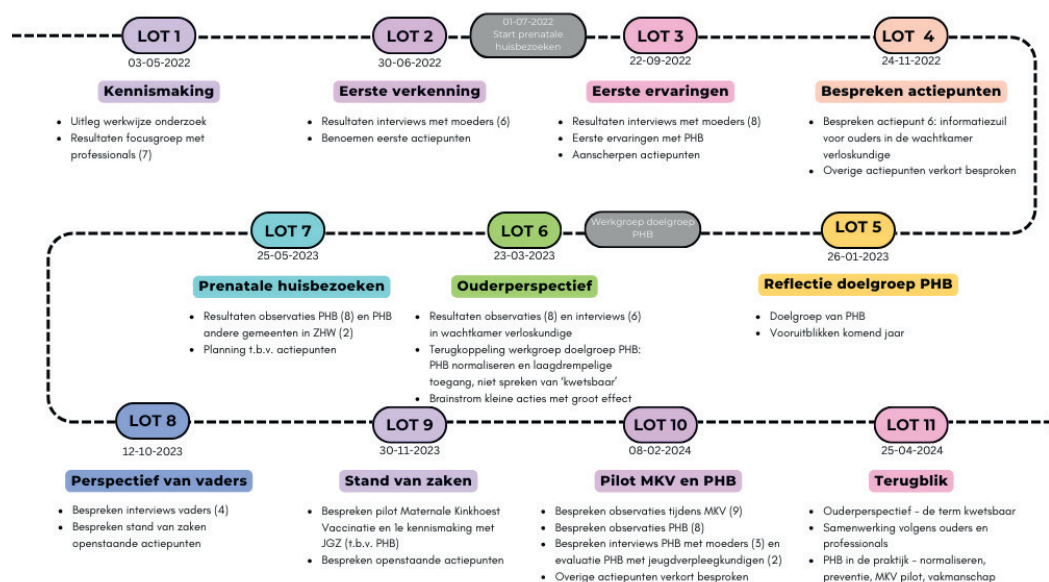 LOT 1
03-05-2022
Kennismaking
• Uitleg werkwijze onderzoek
• Resultaten focusgroep met
professionals (7)
LOT 2
30-06-2022
Eerste verkenning
• Resultaten interviews met moeders (6)
• Benoemen eerste actiepunten
01-07-2022
Start prenatale
huisbezoeken
LOT 3
22-09-2022
Eerste ervaringen
• Resultaten interviews met moeders (8)
• Eerste ervaringen met PHB
• Aanscherpen actiepunten
LOT 4
24-11-2022
Bespreken actiepunten
• Bespreken actiepunt 6: informatiezuil
voor ouders in de wachtkamer
verloskundige
• Overige actiepunten verkort besproken
LOT 5
26-01-2023
Reflectie doelgroep PHB
• Doelgroep van PHB
• Vooruitblikken komend jaar
Werkgroep doelgroep
PHB
LOT 6
23-03-2023
Ouderperspectief
• Resultaten observaties (8) en interviews (6)
in wachtkamer verloskundige
• Terugkoppeling werkgroep doelgroep PHB:
PHB normaliseren en laagdrempelige
toegang, niet spreken van ‘kwetsbaar’
• Brainstrom kleine acties met groot effect
LOT 7
25-05-2023
Prenatale huisbezoeken
• Resultaten observaties PHB (8) en PHB
andere gemeenten in ZHW (2)
• Planning t.b.v. actiepunten
LOT 8
12-10-2023
Perspectief van vaders
• Bespreken interviews vaders (4)
• Bespreken stand van zaken
openstaande actiepunten
LOT 9
30-11-2023
Stand van zaken
• Bespreken pilot Maternale Kinkhoest
Vaccinatie en 1e kennismaking met
JGZ (t.b.v. PHB)
• Bespreken openstaande actiepunten
LOT 10
08-02-2024
Pilot MKV en PHB
• Bespreken observaties tijdens MKV (9)
• Bespreken observaties PHB (8)
• Bespreken interviews PHB met moeders (3) en
evaluatie PHB met jeugdverpleegkundigen (2)
• Overige actiepunten verkort besproken
LOT 11
25-04-2024
Terugblik
• Ouderperspectief - de term kwetsbaar
• Samenwerking volgens ouders en
professionals
• PHB in de praktijk - normaliseren,
preventie, MKV pilot, vakmanschap